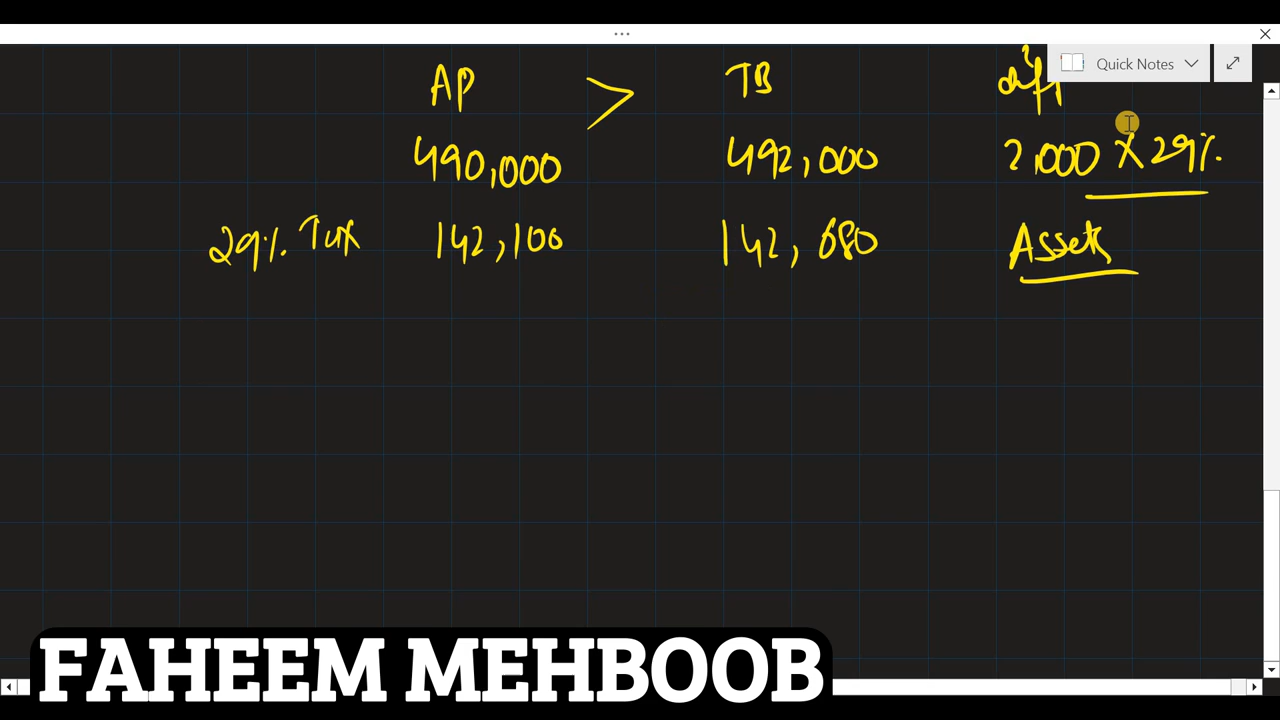 Quick Notes
AP > TB diff
490,000 492,000 2,000 X 29%
29% Tax 142,100 142,680 Assets
FAHEEM MEHBOOB